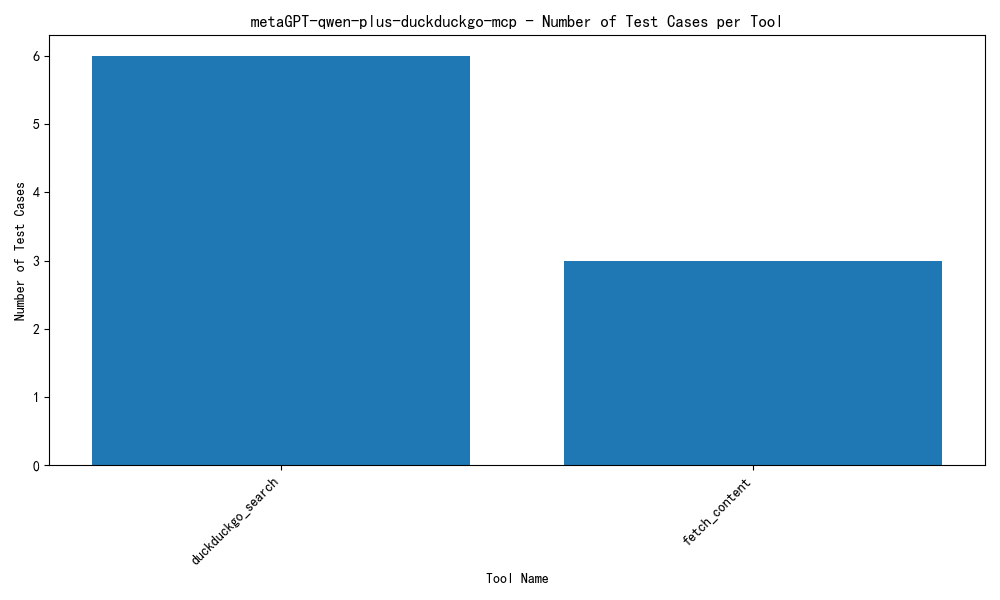 metaGPT-qwen-plus-duckduckgo-mcp - Number of Test Cases per Tool
Number of Test Cases
6
5
4
3
2
1
0
duckduckgo_search
fetch_content
Tool Name